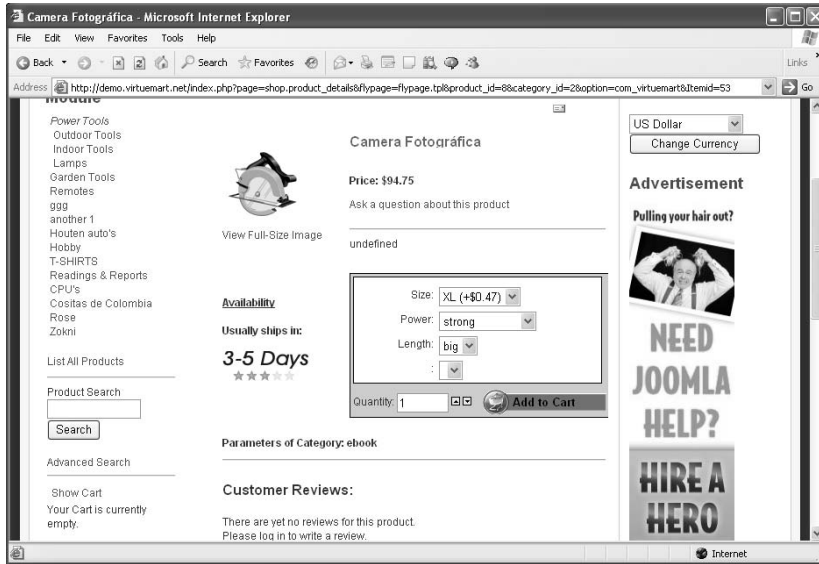 Camera Fotográfica - Microsoft Internet Explorer
File Edit View Favorites Tools Help
Back Search Favorites Links
Address http://demo.virtuemart.net/index.php?page=shop.product_details&flypage=flypage.tpl&product_id=8&category_id=2&option=com_virtuemart&Itemid=53 Go
Module
Power Tools
Outdoor Tools
Indoor Tools
Lamps
Garden Tools
Remotes
ggg
another 1
Houten auto's
Hobby
T-SHIRTS
Readings & Reports
CPU's
Cositas de Colombia
Rose
Zokni
List All Products
Product Search
Search
Advanced Search
Show Cart
Your Cart is currently
empty.
View Full-Size Image
Camera Fotográfica
Price: $94.75
Ask a question about this product
undefined
Availability
Usually ships in:
3-5 Days
Size: XL (+$0.47)
Power: strong
Length: big
:
Quantity: 1 Add to Cart
Parameters of Category: ebook
Customer Reviews:
There are yet no reviews for this product.
Please log in to write a review.
US Dollar
Change Currency
Advertisement
Pulling your hair out?
NEED
JOOMLA
HELP?
HIRE A
HERO
Internet